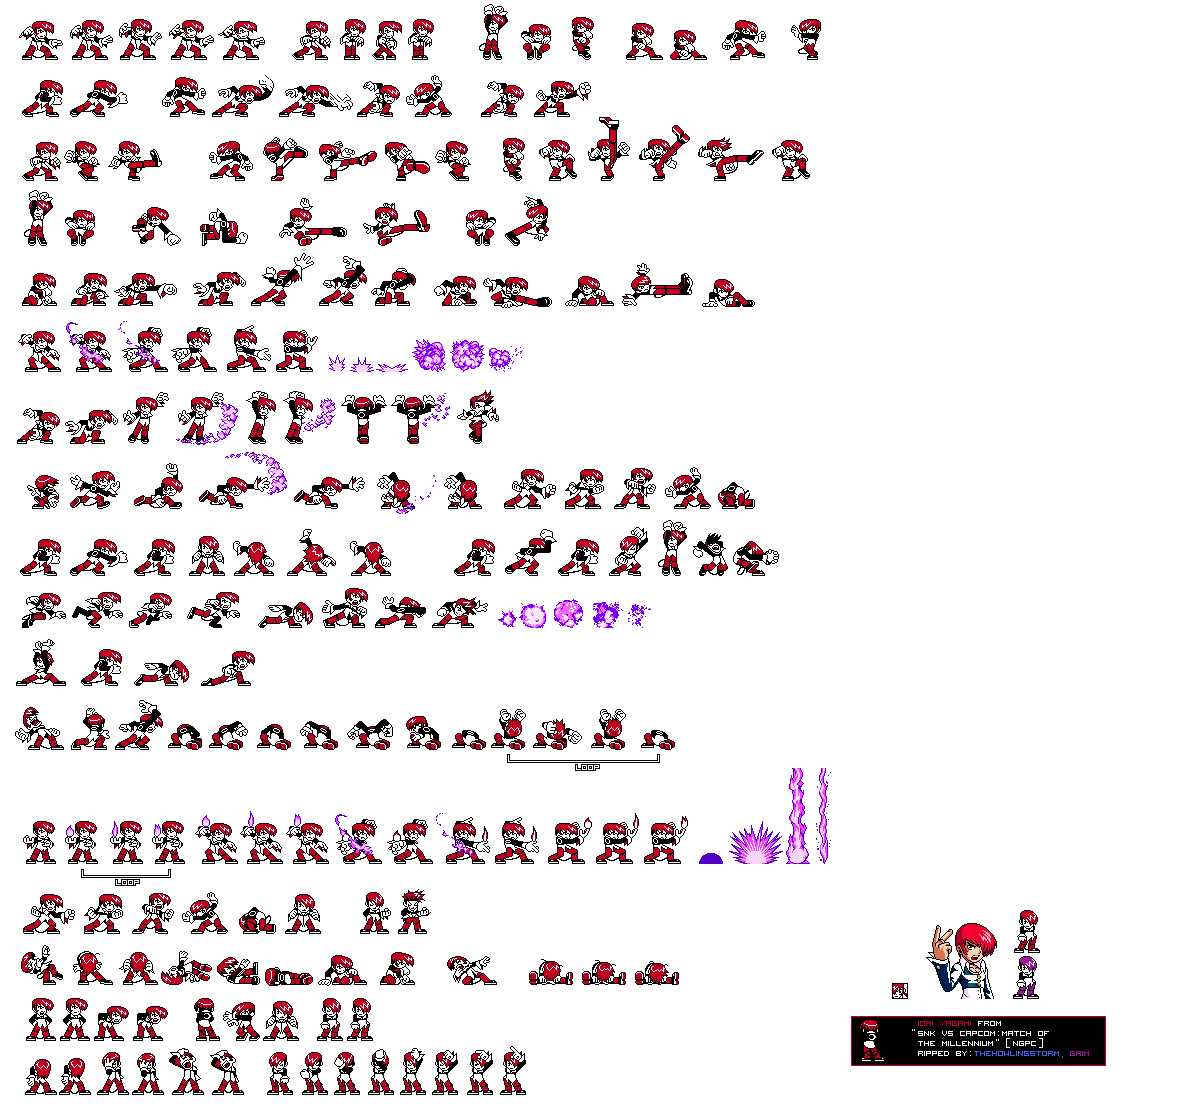 LOOP
LOOP
IORI YAGAMI FROM
"SNK VS CAPCOM:MATCH OF
THE MILLENNIUM" [NGPC]
RIPPED BY:THEHOWLINGSTORM, GRIM